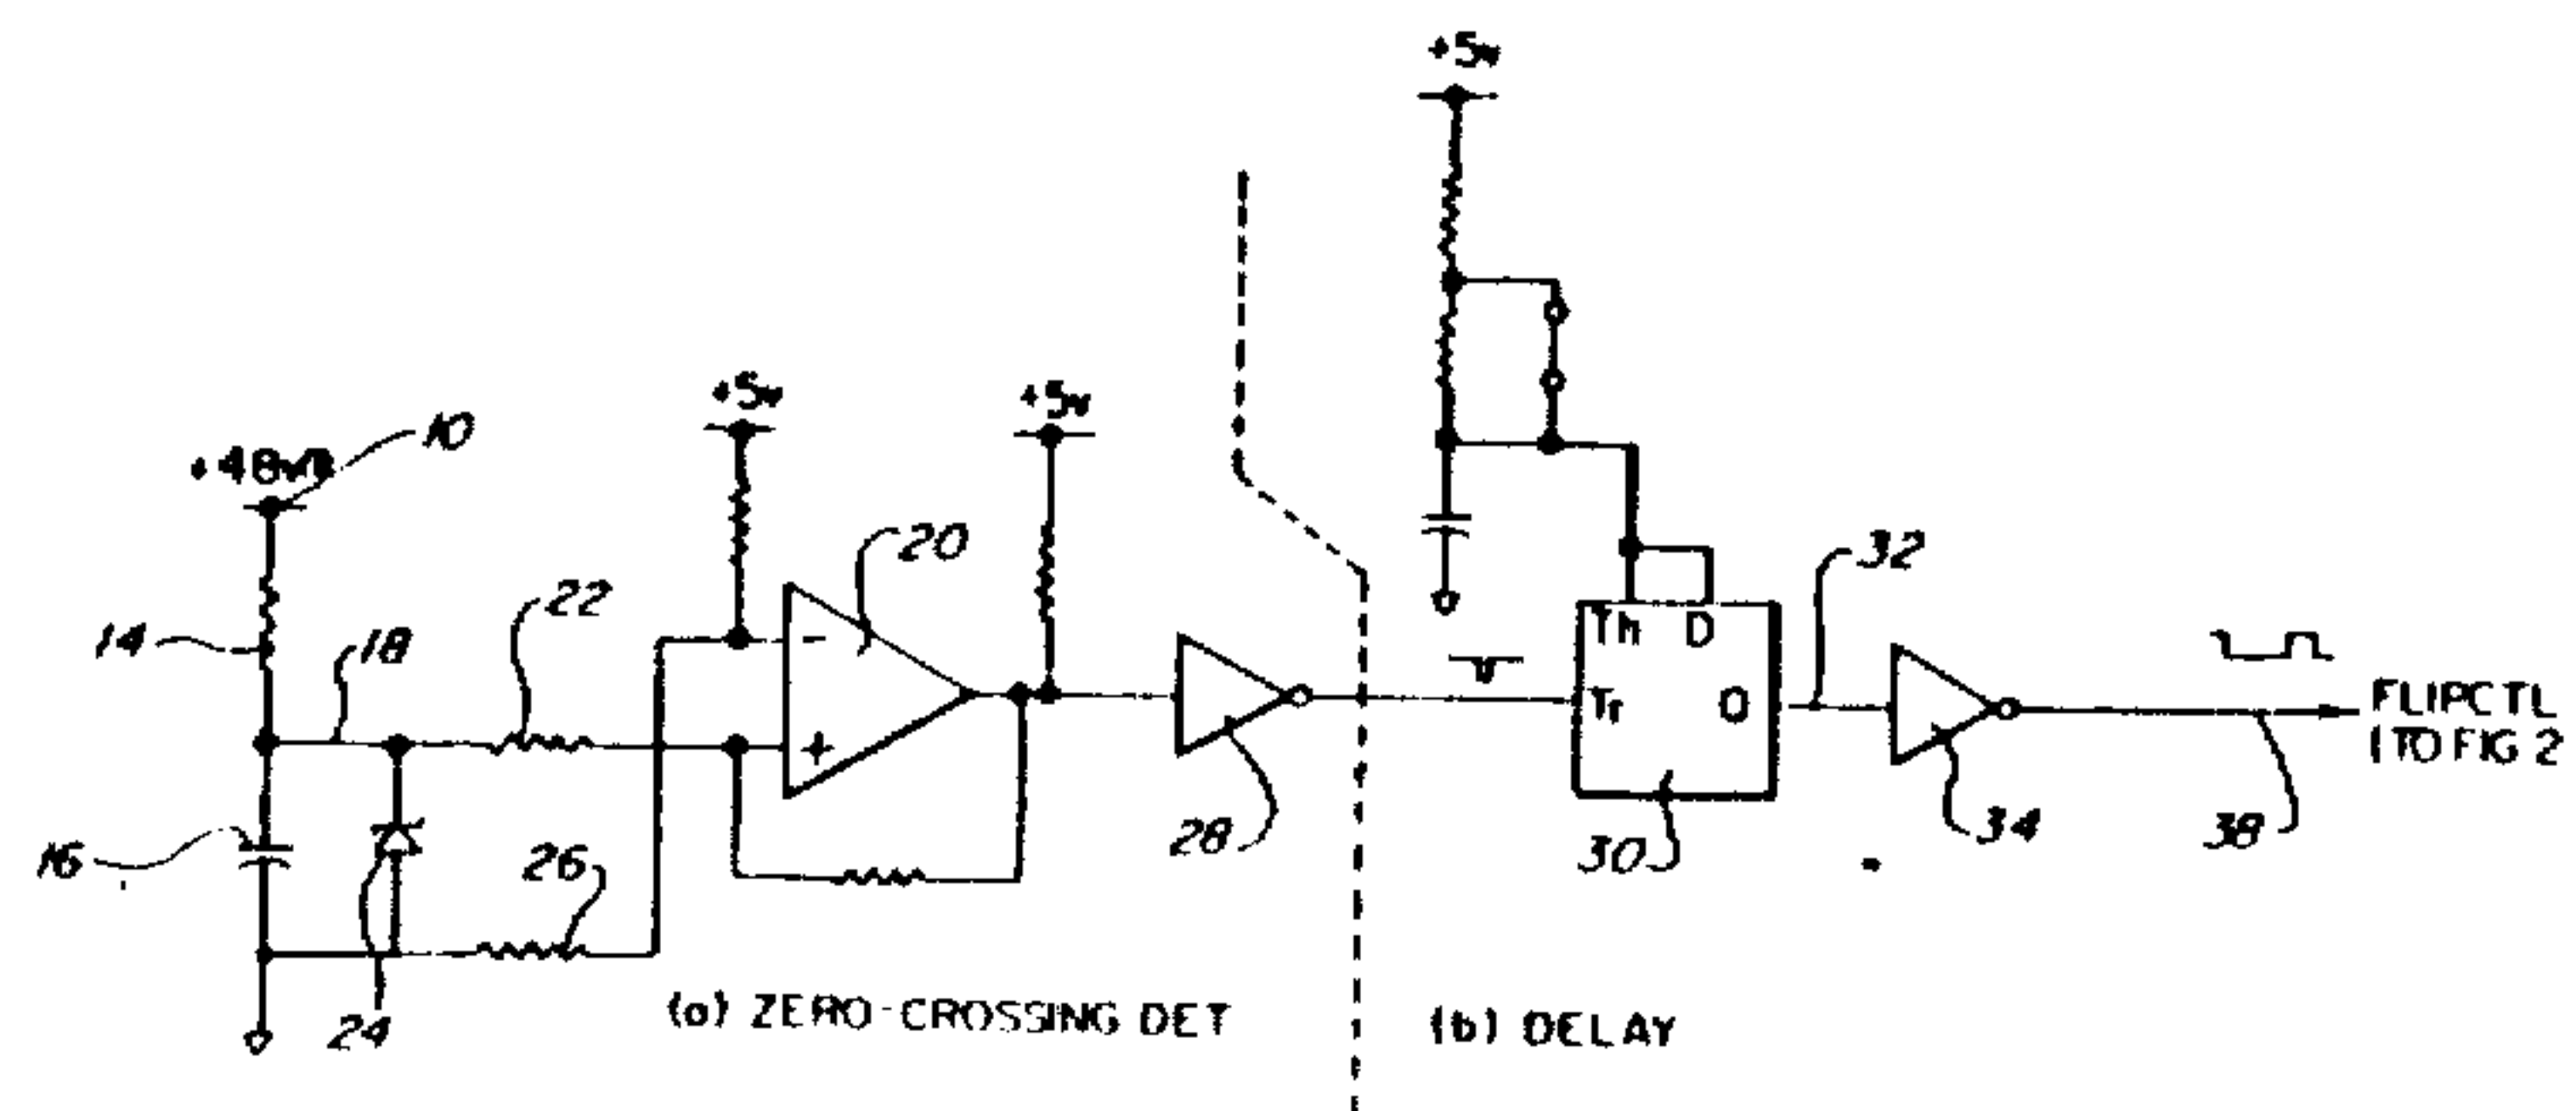 +5v
+5v
+5v
10
+48VR
20
32
22
14
18
-
+
Th D
Tr O
FLIPCTL
(TO FIG 2
16
26
28
30
34
38
24
(a) ZERO-CROSSING DET
(b) DELAY